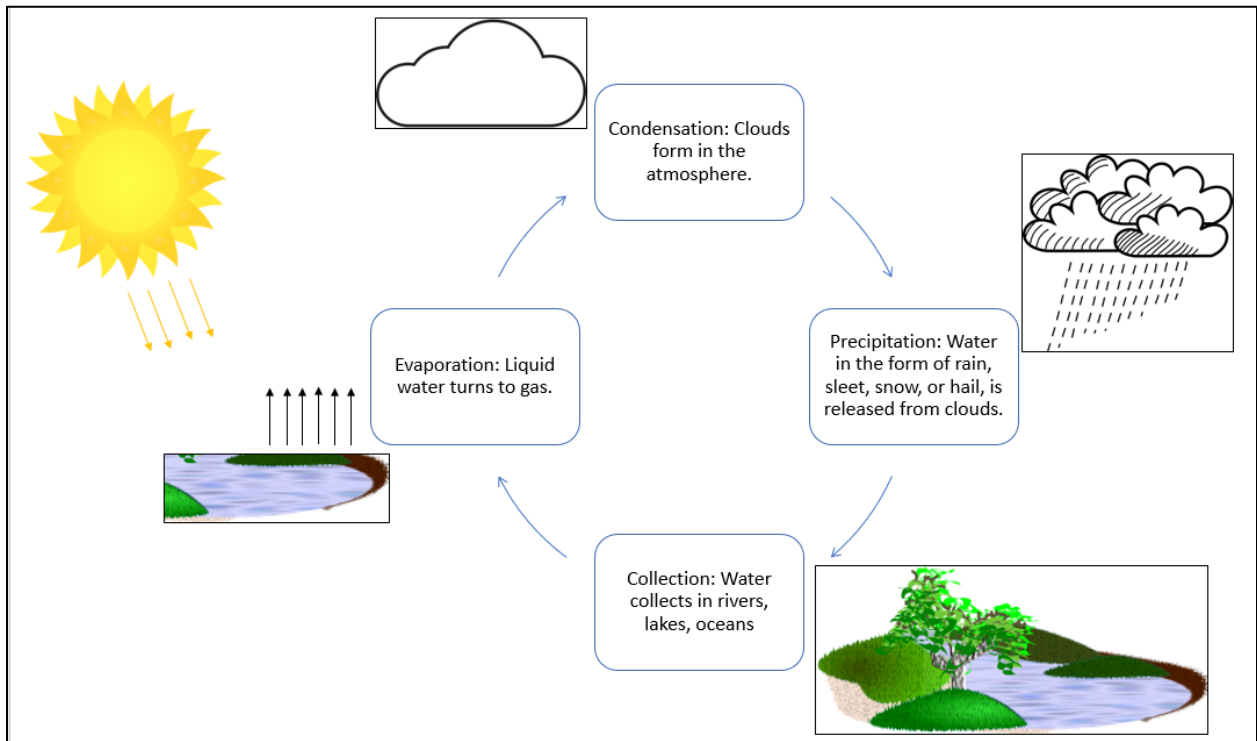 Condensation: Clouds
form in the
atmosphere.
Precipitation: Water
in the form of rain,
sleet, snow, or hail, is
released from clouds.
Collection: Water
collects in rivers,
lakes, oceans
Evaporation: Liquid
water turns to gas.